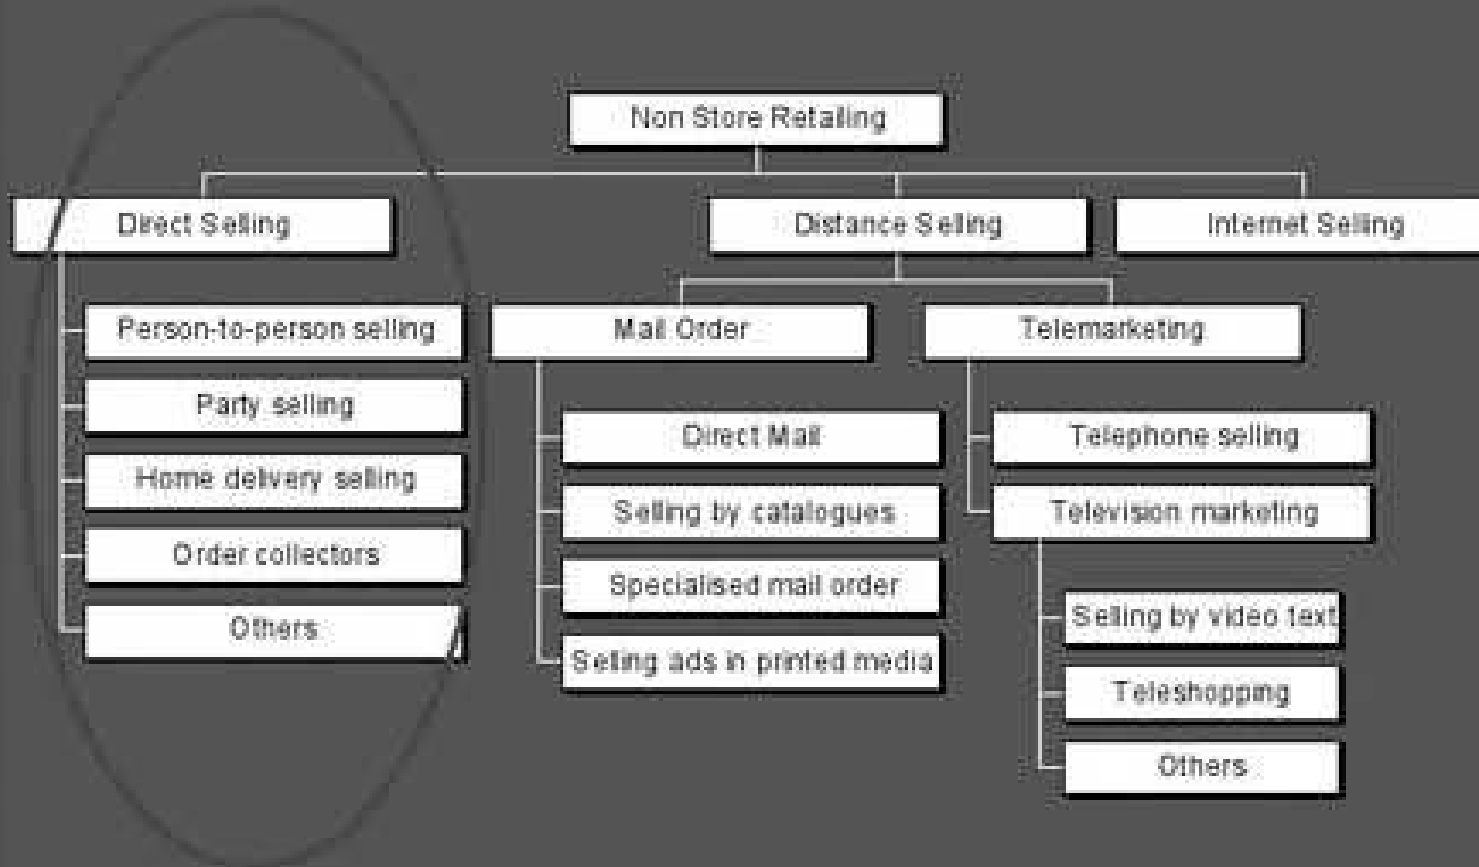 Non Store Retailing
Direct Selling
Distance Selling
Internet Selling
Person-to-person selling
Party selling
Home delivery selling
Order collectors
Others
Mail Order
Direct Mail
Selling by catalogues
Specialised mail order
Selling ads in printed media
Telemarketing
Telephone selling
Television marketing
Selling by video text
Teleshopping
Others